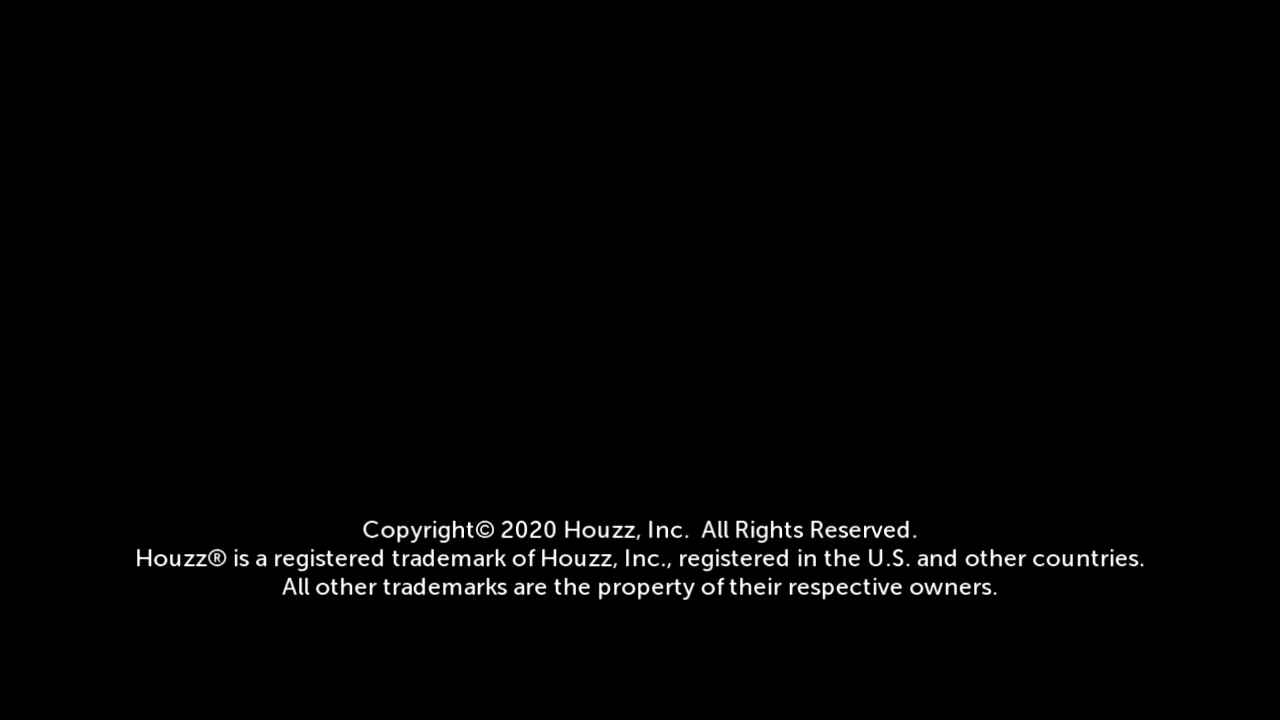 Copyright© 2020 Houzz, Inc.  All Rights Reserved.
Houzz® is a registered trademark of Houzz, Inc., registered in the U.S. and other countries.
All other trademarks are the property of their respective owners.